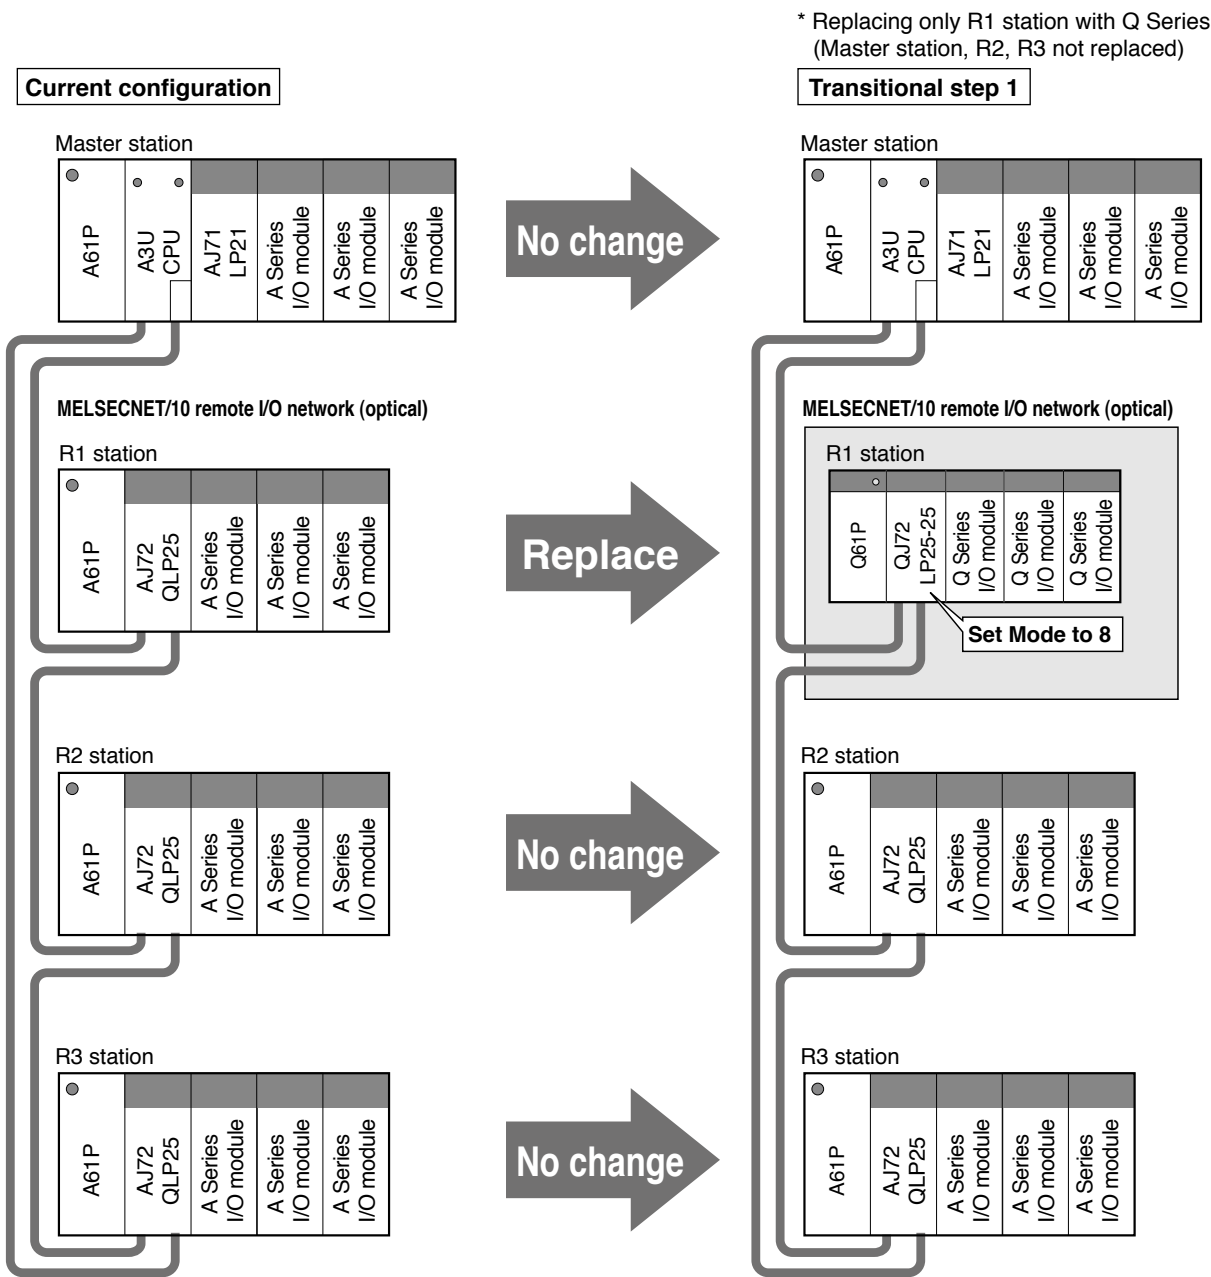 * Replacing only R1 station with Q Series
(Master station, R2, R3 not replaced)
Current configuration
Transitional step 1
Master station
A61P
A3U
CPU
AJ71
LP21
A Series
I/O module
A Series
I/O module
A Series
I/O module
No change
Master station
A61P
A3U
CPU
AJ71
LP21
A Series
I/O module
A Series
I/O module
A Series
I/O module
MELSECNET/10 remote I/O network (optical)
R1 station
A61P
AJ72
QLP25
A Series
I/O module
A Series
I/O module
A Series
I/O module
Replace
MELSECNET/10 remote I/O network (optical)
R1 station
Q61P
QJ72
LP25-25
Q Series
I/O module
Q Series
I/O module
Q Series
I/O module
Set Mode to 8
R2 station
A61P
AJ72
QLP25
A Series
I/O module
A Series
I/O module
A Series
I/O module
No change
R2 station
A61P
AJ72
QLP25
A Series
I/O module
A Series
I/O module
A Series
I/O module
R3 station
A61P
AJ72
QLP25
A Series
I/O module
A Series
I/O module
A Series
I/O module
No change
R3 station
A61P
AJ72
QLP25
A Series
I/O module
A Series
I/O module
A Series
I/O module